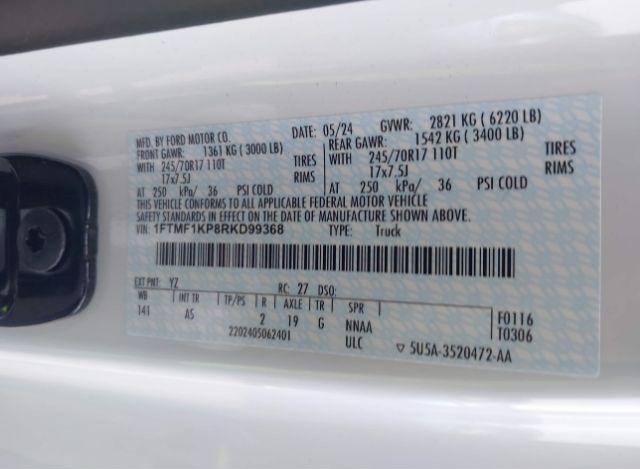 MFD. BY FORD MOTOR CO.
DATE: 05/24 GVWR: 2821 KG ( 6220 LB)
FRONT GAWR: 1361 KG ( 3000 LB) REAR GAWR: 1542 KG ( 3400 LB)
WITH 245/70R17 110T TIRES WITH 245/70R17 110T TIRES
17x7.5J RIMS 17x7.5J RIMS
AT 250 kPa/ 36 PSI COLD AT 250 kPa/ 36 PSI COLD
THIS VEHICLE CONFORMS TO ALL APPLICABLE FEDERAL MOTOR VEHICLE
SAFETY STANDARDS IN EFFECT ON THE DATE OF MANUFACTURE SHOWN ABOVE.
VIN: 1FTMF1KP8RKD99368 TYPE: Truck
EXT PNT: YZ RC: 27 DSO:
WB INT TR TP/PS R AXLE TR SPR
141 AS 2 19 G NNAA F0116
2202405062401 ULC T0306
▽ 5U5A-3520472-AA